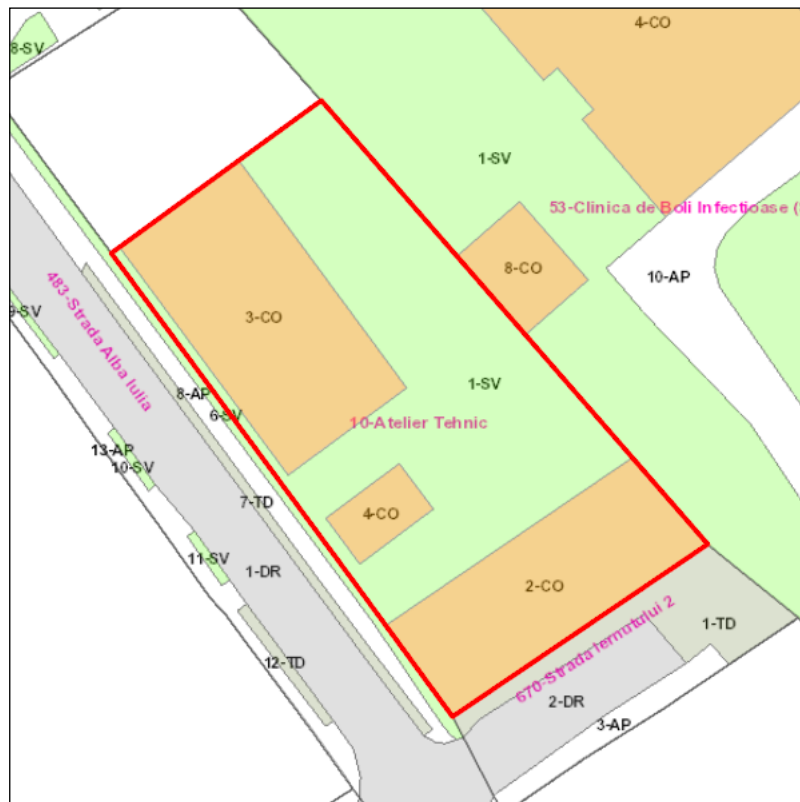 4-CO
8-SV
1-SV
53-Clinica de Boli Infectioase (
8-CO
10-AP
483-Strada Alba Iulia
9-SV
3-CO
1-SV
8-AP
6-SV
10-Atelier Tehnic
13-AP
10-SV
7-TD
4-CO
11-SV
1-DR
2-CO
670-Strada Iernutului 2
1-TD
12-TD
2-DR
3-AP